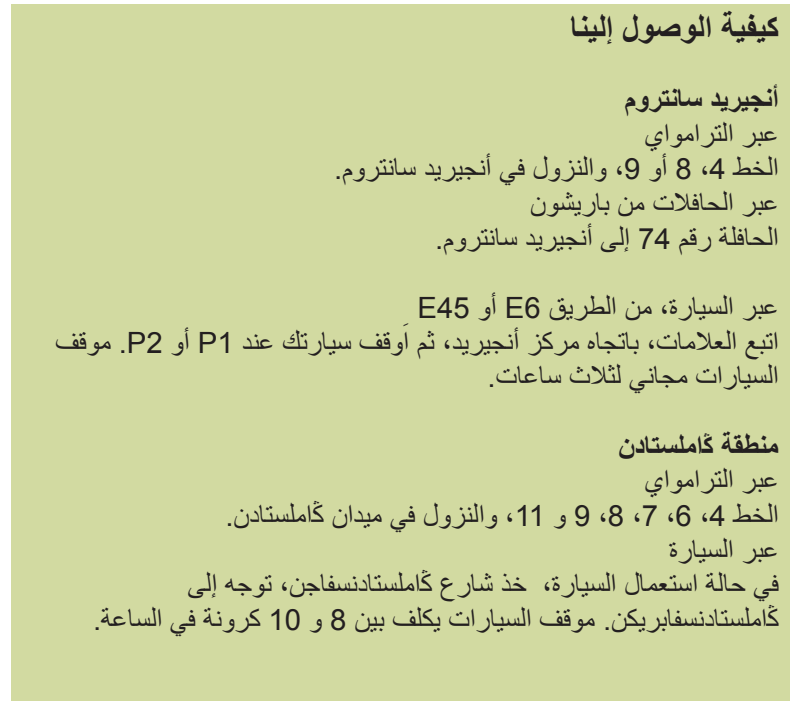 كيفية الوصول إلينا
أنجيريد سانتروم
عبر الترامواي
الخط 4، 8 أو 9، والنزول في أنجيريد سانتروم.
عبر الحافلات من باريشون
الحافلة رقم 74 إلى أنجيريد سانتروم.
عبر السيارة، من الطريق E6 أو E45
اتبع العلامات، باتجاه مركز أنجيريد، ثم اَوقف سيارتك عند P1 أو P2. موقف
السيارات مجاني لثلاث ساعات.
منطقة ڭاملستادن
عبر الترامواي
الخط 4، 6، 7، 8، 9 و 11، والنزول في ميدان ڭاملستادن.
عبر السيارة
في حالة استعمال السيارة، خذ شارع ڭاملستادنسفاجن، توجه إلى
ڭاملستادنسفابريكن. موقف السيارات يكلف بين 8 و 10 كرونة في الساعة.